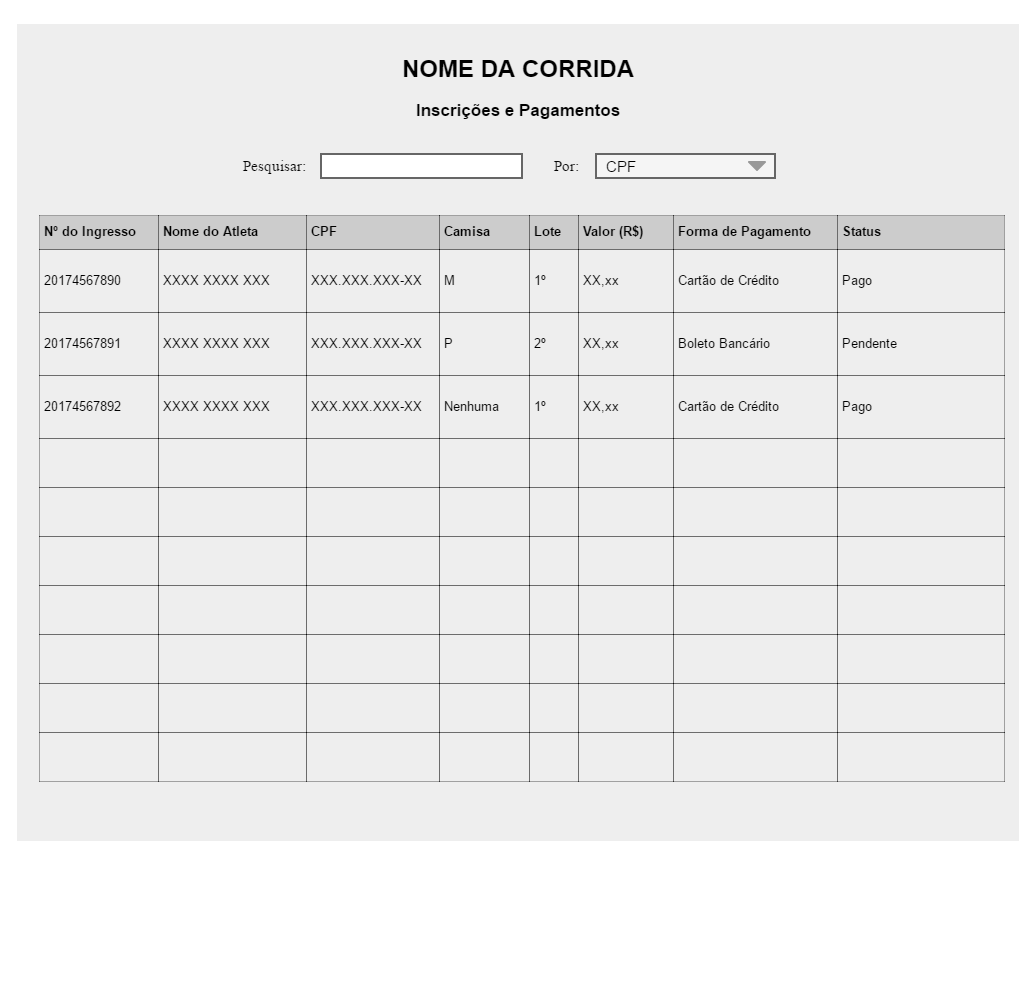 NOME DA CORRIDA
Inscrições e Pagamentos
Pesquisar: Por: CPF
Nº do Ingresso Nome do Atleta CPF Camisa Lote Valor (R$) Forma de Pagamento Status
20174567890 XXXX XXXX XXX XXX.XXX.XXX-XX M 1º XX,xx Cartão de Crédito Pago
20174567891 XXXX XXXX XXX XXX.XXX.XXX-XX P 2º XX,xx Boleto Bancário Pendente
20174567892 XXXX XXXX XXX XXX.XXX.XXX-XX Nenhuma 1º XX,xx Cartão de Crédito Pago